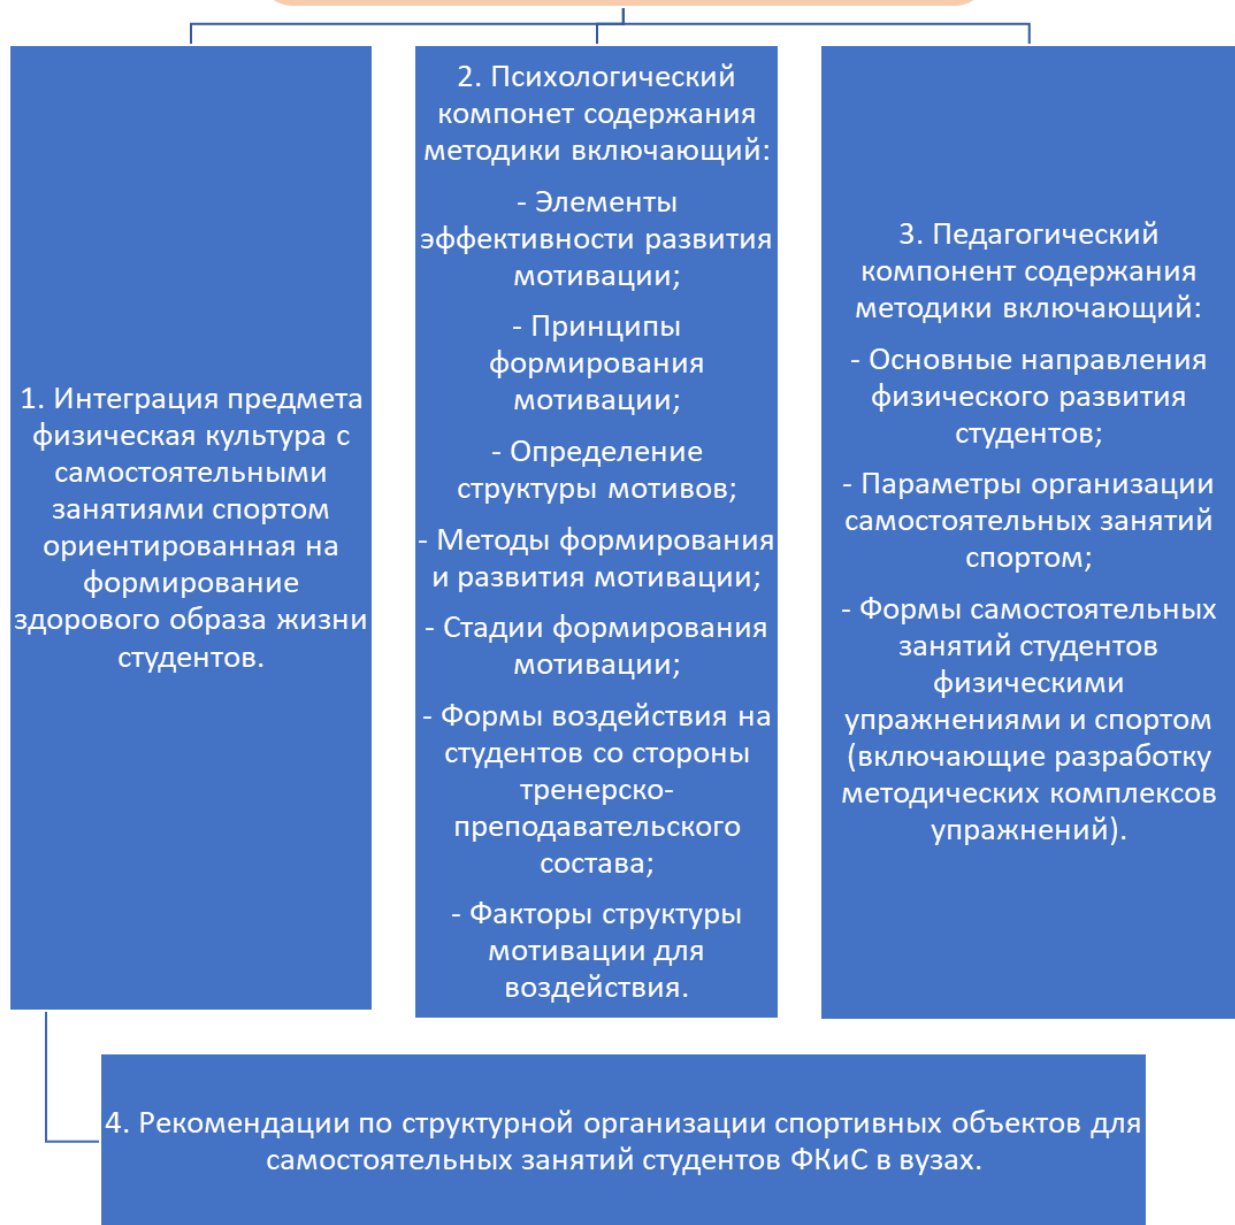 1. Интеграция предмета
физическая культура с
самостоятельными
занятиями спортом
ориентированная на
формирование
здорового образа жизни
студентов.
2. Психологический
компонет содержания
методики включающий:
- Элементы
эффективности развития
мотивации;
- Принципы
формирования
мотивации;
- Определение
структуры мотивов;
- Методы формирования
и развития мотивации;
- Стадии формирования
мотивации;
- Формы воздействия на
студентов со стороны
тренерско-
преподавательского
состава;
- Факторы структуры
мотивации для
воздействия.
3. Педагогический
компонент содержания
методики включающий:
- Основные направления
физического развития
студентов;
- Параметры организации
самостоятельных занятий
спортом;
- Формы самостоятельных
занятий студентов
физическими
упражнениями и спортом
(включающие разработку
методических комплексов
упражнений).
4. Рекомендации по структурной организации спортивных объектов для
самостоятельных занятий студентов ФКиС в вузах.